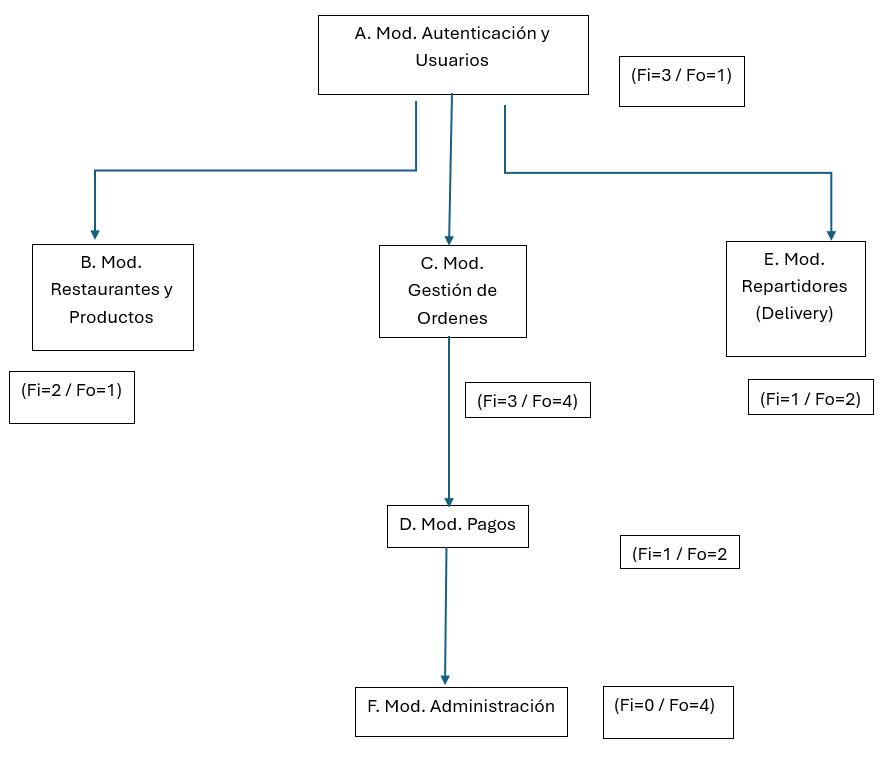 A. Mod. Autenticación y
Usuarios
(Fi=3 / Fo=1)
B. Mod.
Restaurantes y
Productos
C. Mod.
Gestión de
Ordenes
E. Mod.
Repartidores
(Delivery)
(Fi=2 / Fo=1)
(Fi=3 / Fo=4)
(Fi=1 / Fo=2)
D. Mod. Pagos
(Fi=1 / Fo=2
F. Mod. Administración
(Fi=0 / Fo=4)